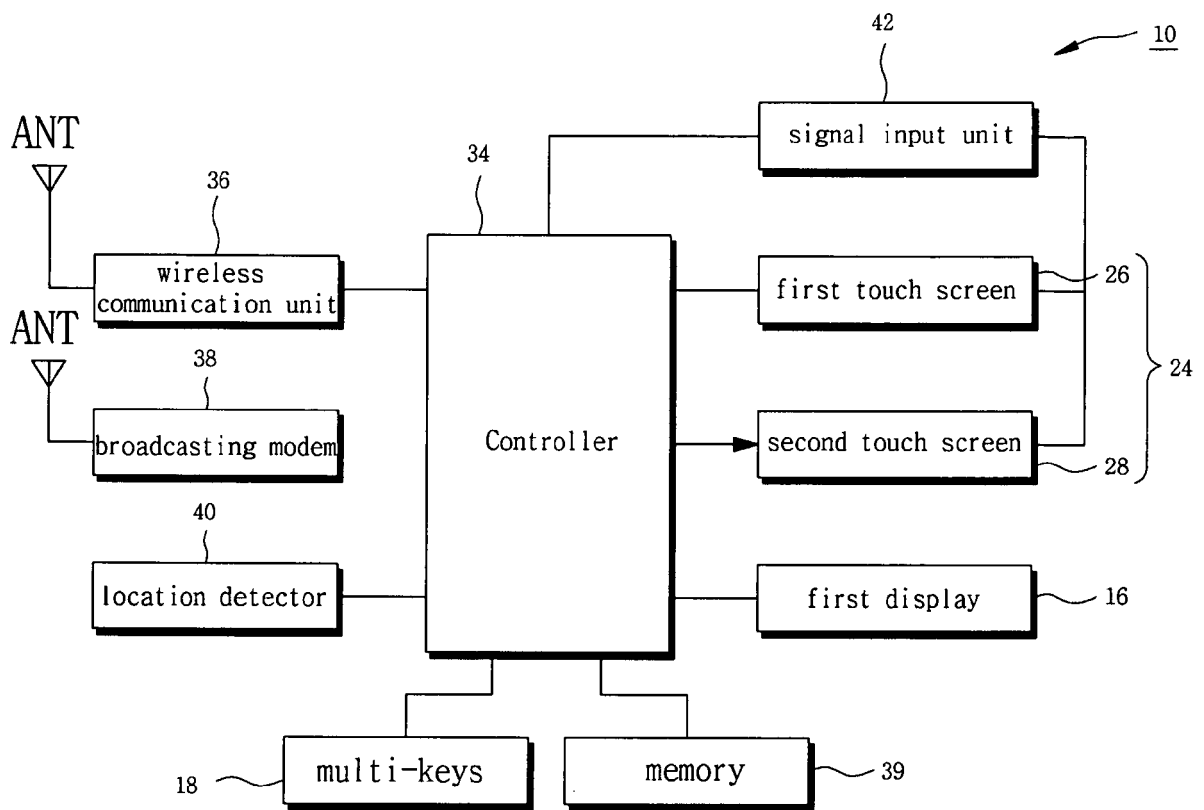 42
10
ANT
signal input unit
34
36
wireless
communication unit
first touch screen
26
ANT
38
24
broadcasting modem
Controller
second touch screen
28
40
location detector
first display
16
multi-keys
memory
18
39